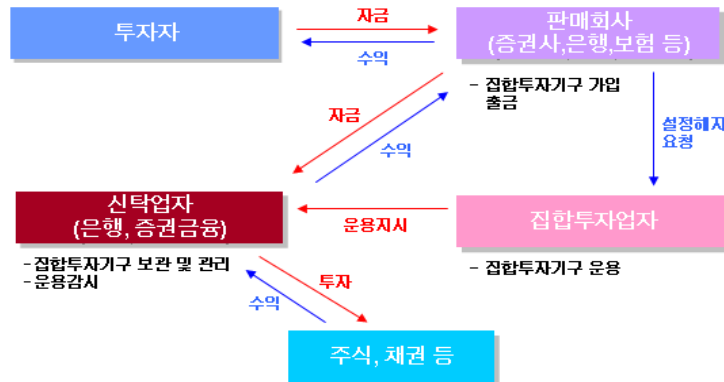 투자자
자금
수익
판매회사
(증권사,은행,보험 등)
- 집합투자기구 가입
출금
자금
수익
설정해지
요청
신탁업자
(은행, 증권금융)
운용지시
집합투자업자
-집합투자기구 보관 및 관리
-운용감시
- 집합투자기구 운용
투자
수익
주식, 채권 등